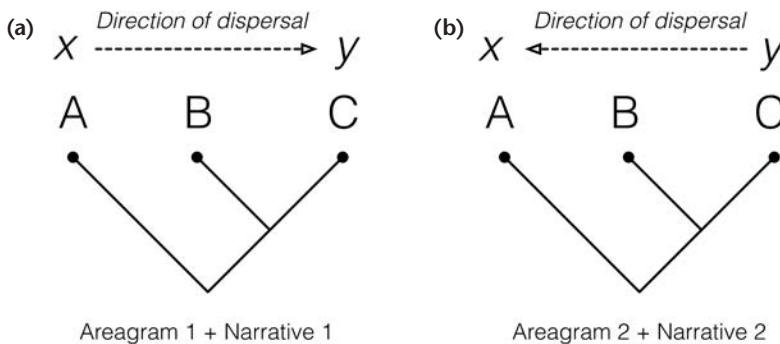 (a) Direction of dispersal
x y
A B C
Areagram 1 + Narrative 1
(b) Direction of dispersal
x y
A B C
Areagram 2 + Narrative 2